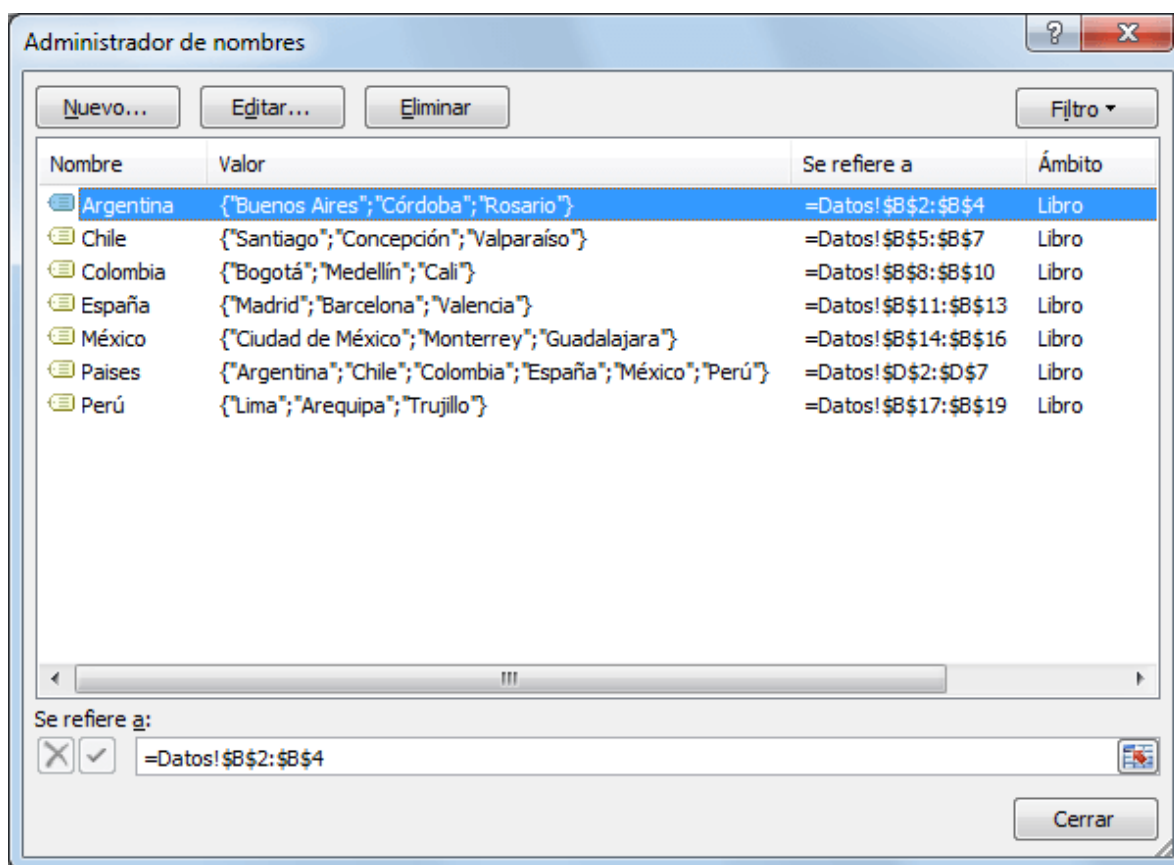 Administrador de nombres
Nuevo... Editar... Eliminar Filtro
Nombre Valor Se refiere a Ámbito
Argentina {"Buenos Aires";"Córdoba";"Rosario"} =Datos!$B$2:$B$4 Libro
Chile {"Santiago";"Concepción";"Valparaíso"} =Datos!$B$5:$B$7 Libro
Colombia {"Bogotá";"Medellín";"Cali"} =Datos!$B$8:$B$10 Libro
España {"Madrid";"Barcelona";"Valencia"} =Datos!$B$11:$B$13 Libro
México {"Ciudad de México";"Monterrey";"Guadalajara"} =Datos!$B$14:$B$16 Libro
Paises {"Argentina";"Chile";"Colombia";"España";"México";"Perú"} =Datos!$D$2:$D$7 Libro
Perú {"Lima";"Arequipa";"Trujillo"} =Datos!$B$17:$B$19 Libro
Se refiere a:
=Datos!$B$2:$B$4
Cerrar